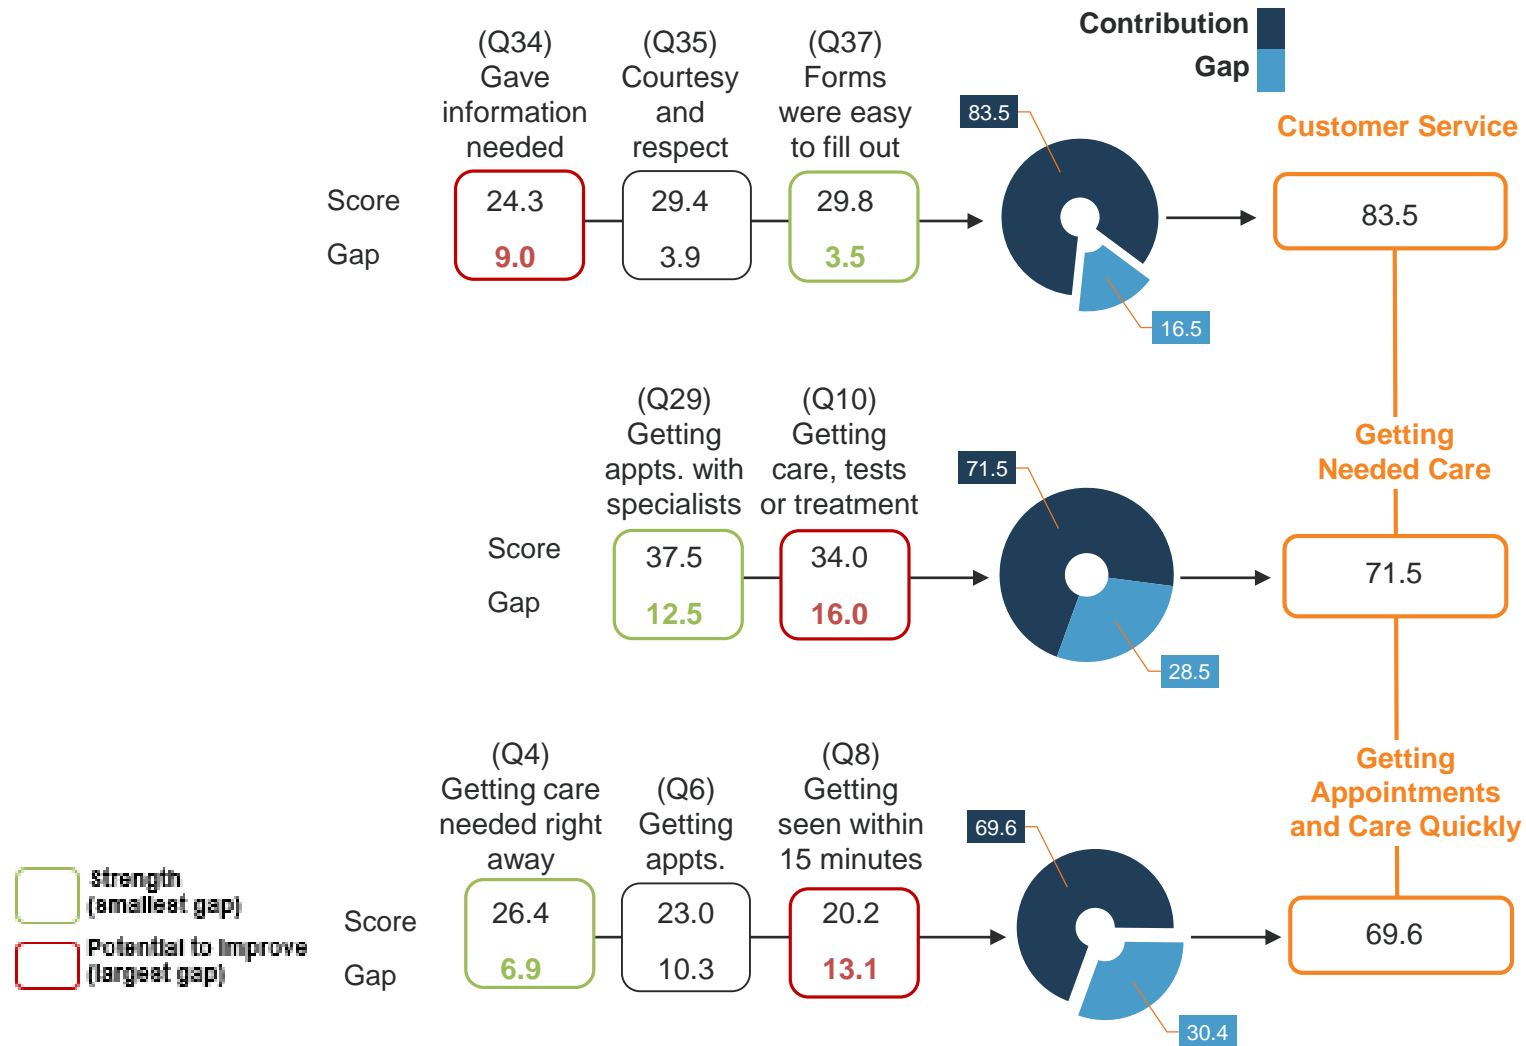 Contribution
Gap
(Q34)
Gave
information
needed
(Q35)
Courtesy
and
respect
(Q37)
Forms
were easy
to fill out
Customer Service
Score
24.3
29.4
29.8
Gap
9.0
3.9
3.5
83.5
16.5
83.5
(Q29)
Getting
appts. with
specialists
(Q10)
Getting
care, tests
or treatment
Getting
Needed Care
Score
37.5
34.0
Gap
12.5
16.0
71.5
28.5
71.5
(Q4)
Getting care
needed right
away
(Q6)
Getting
appts.
(Q8)
Getting
seen within
15 minutes
Getting
Appointments
and Care Quickly
Score
26.4
23.0
20.2
Gap
6.9
10.3
13.1
69.6
30.4
69.6
Strength
(smallest gap)
Potential to Improve
(largest gap)